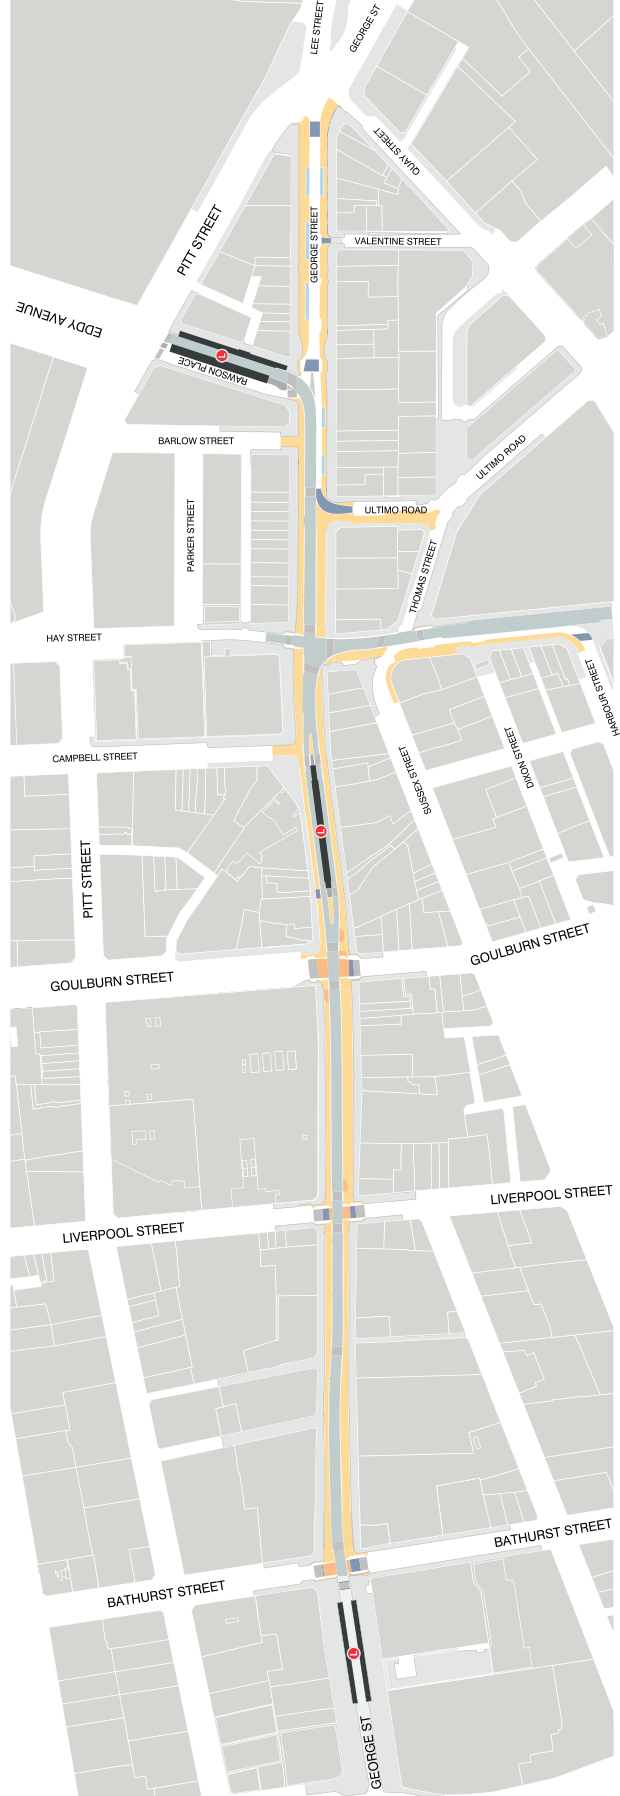 LEE STREET
GEORGE ST
QUAY STREET
PITT STREET
GEORGE STREET
VALENTINE STREET
EDDY AVENUE
L
RAWSON PLACE
BARLOW STREET
ULTIMO ROAD
PARKER STREET
ULTIMO ROAD
THOMAS STREET
HAY STREET
HARBOUR STREET
CAMPBELL STREET
SUSSEX STREET
DIXON STREET
L
PITT STREET
GOULBURN STREET
GOULBURN STREET
LIVERPOOL STREET
LIVERPOOL STREET
BATHURST STREET
BATHURST STREET
L
GEORGE ST